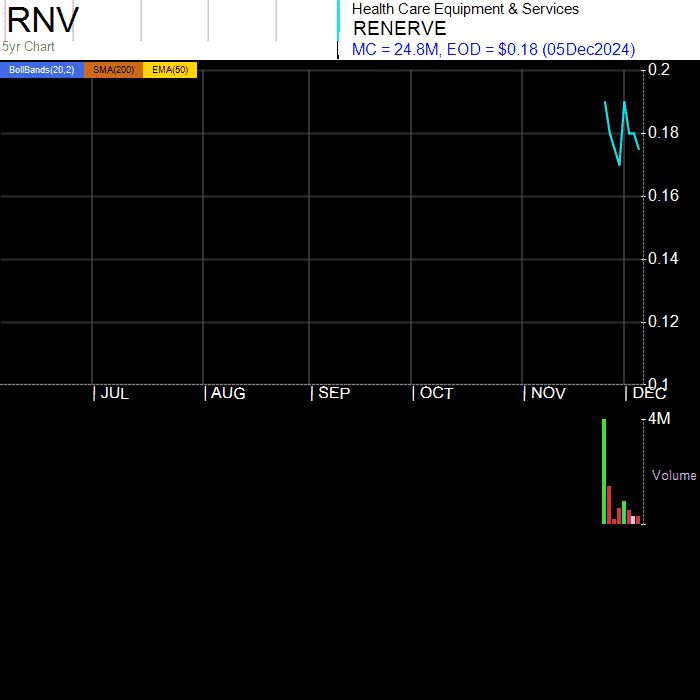 RNV
5yr Chart
Health Care Equipment & Services
RENERVE
MC = 24.8M, EOD = $0.18 (05Dec2024)
BollBands(20,2) SMA(200) EMA(50)
0.2
0.18
0.16
0.14
0.12
0.1
| JUL | AUG | SEP | OCT | NOV | DEC
4M
Volume